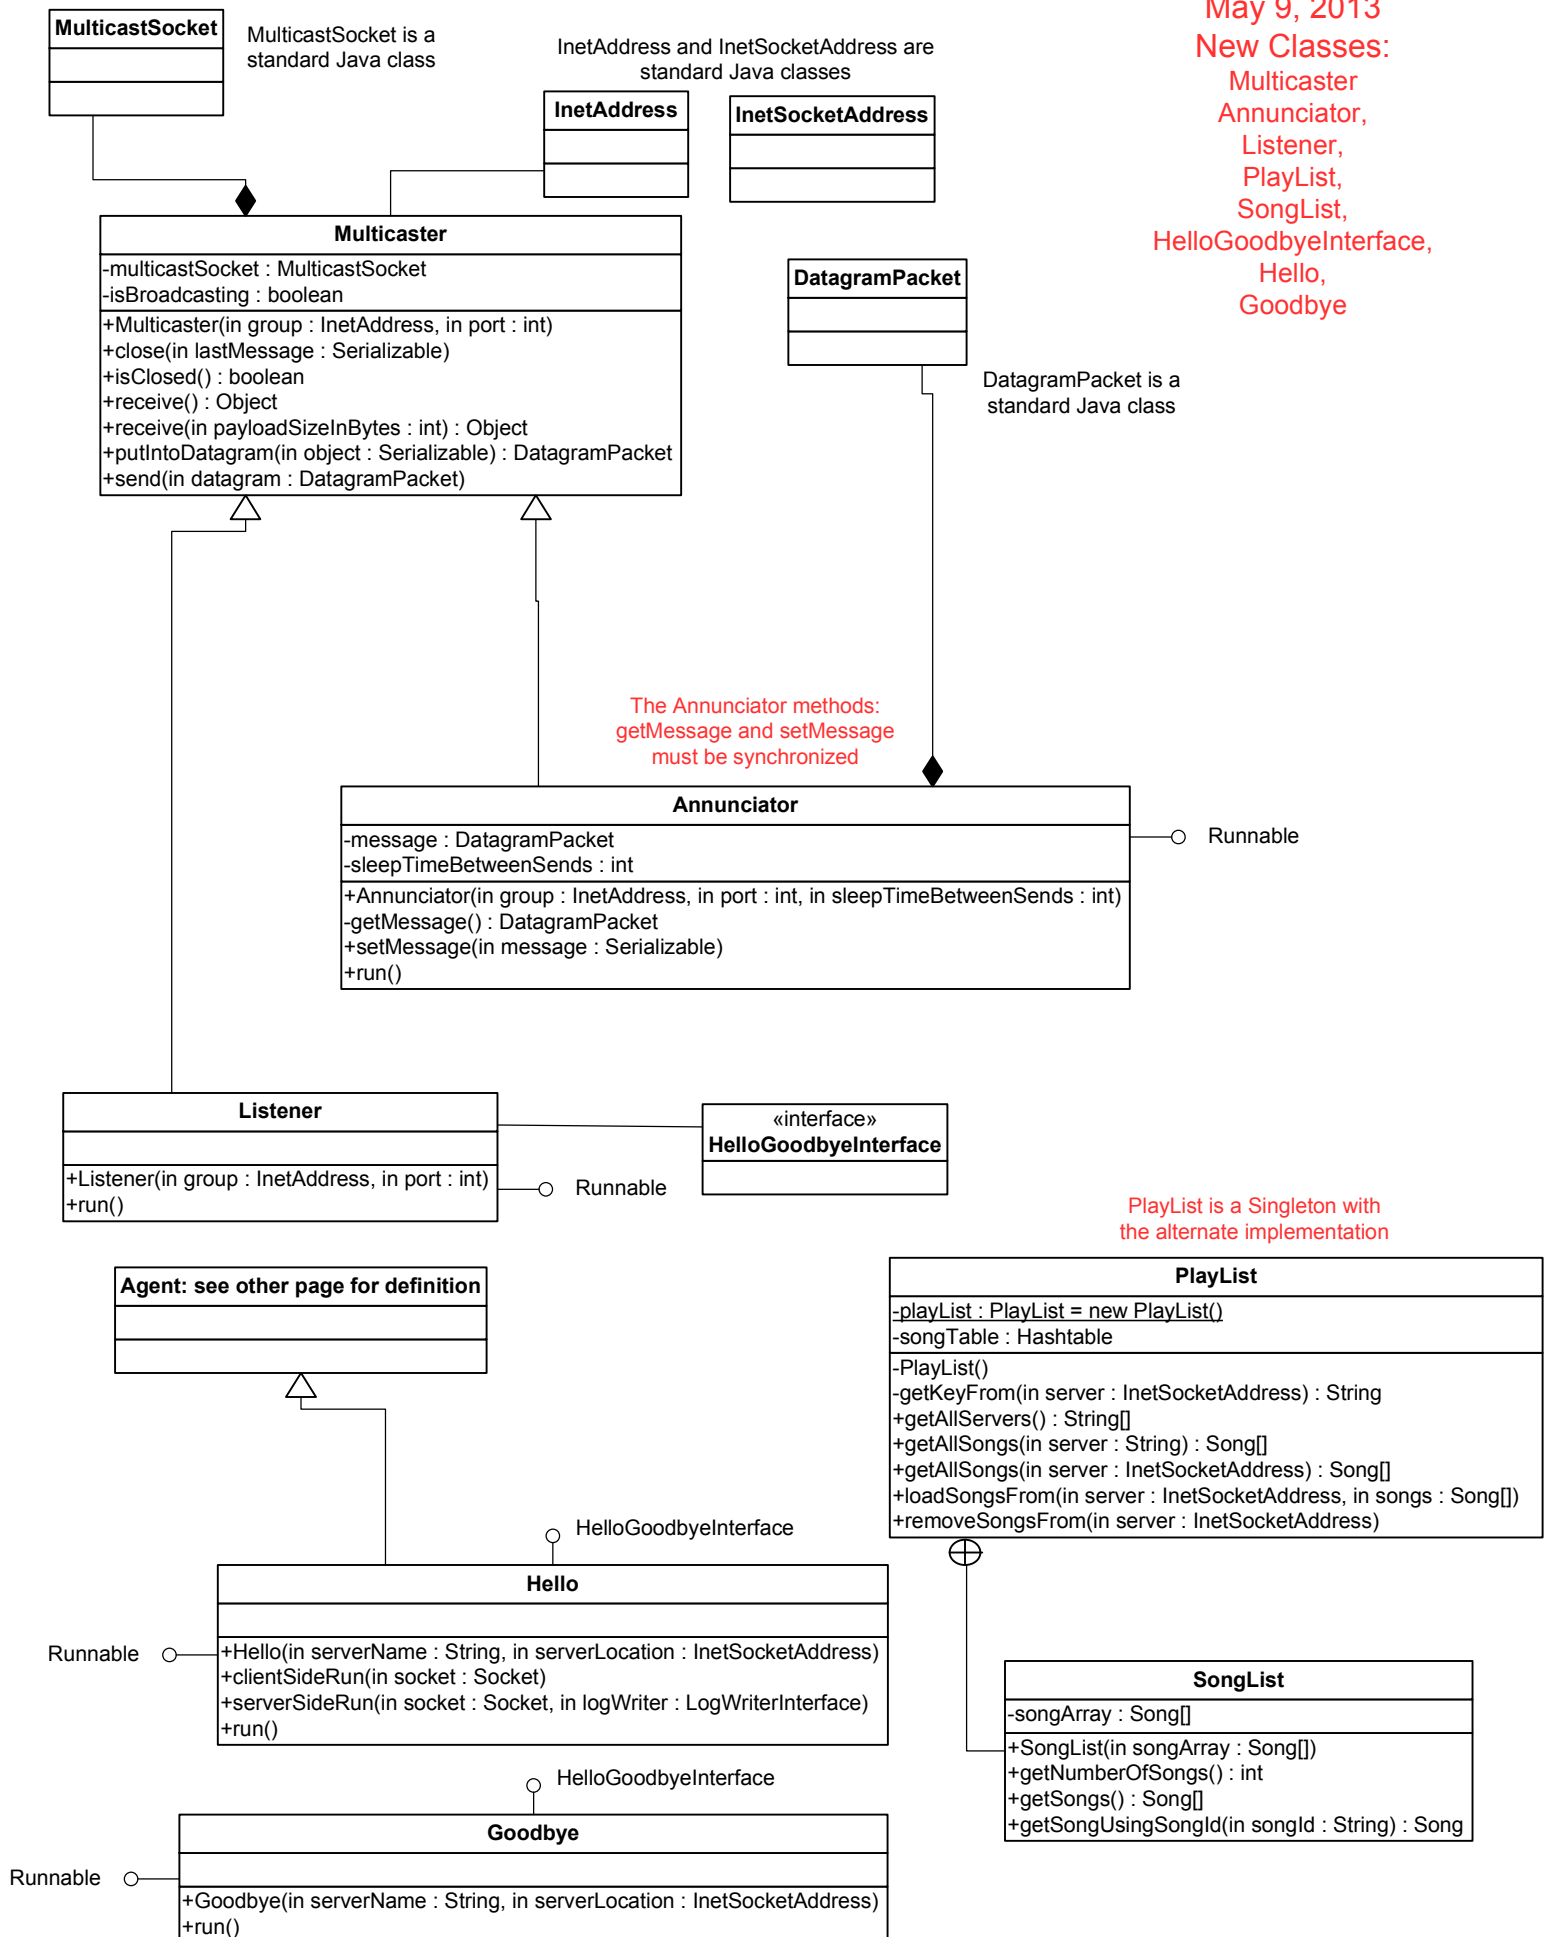 MulticastSocket
MulticastSocket is a
standard Java class
InetAddress and InetSocketAddress are
standard Java classes
InetAddress
InetSocketAddress
May 9, 2013
New Classes:
Multicaster
Annunciator,
Listener,
PlayList,
SongList,
HelloGoodbyeInterface,
Hello,
Goodbye
Multicaster
-multicastSocket : MulticastSocket
-isBroadcasting : boolean
+Multicaster(in group : InetAddress, in port : int)
+close(in lastMessage : Serializable)
+isClosed() : boolean
+receive() : Object
+receive(in payloadSizeInBytes : int) : Object
+putIntoDatagram(in object : Serializable) : DatagramPacket
+send(in datagram : DatagramPacket)
DatagramPacket
DatagramPacket is a
standard Java class
The Annunciator methods:
getMessage and setMessage
must be synchronized
Annunciator
-message : DatagramPacket
-sleepTimeBetweenSends : int
+Annunciator(in group : InetAddress, in port : int, in sleepTimeBetweenSends : int)
-getMessage() : DatagramPacket
+setMessage(in message : Serializable)
+run()
Runnable
Listener
+Listener(in group : InetAddress, in port : int)
+run()
Runnable
«interface»
HelloGoodbyeInterface
PlayList is a Singleton with
the alternate implementation
PlayList
-playList : PlayList = new PlayList()
-songTable : Hashtable
-PlayList()
-getKeyFrom(in server : InetSocketAddress) : String
+getAllServers() : String[]
+getAllSongs(in server : String) : Song[]
+getAllSongs(in server : InetSocketAddress) : Song[]
+loadSongsFrom(in server : InetSocketAddress, in songs : Song[])
+removeSongsFrom(in server : InetSocketAddress)
Agent: see other page for definition
HelloGoodbyeInterface
Hello
Runnable
+Hello(in serverName : String, in serverLocation : InetSocketAddress)
+clientSideRun(in socket : Socket)
+serverSideRun(in socket : Socket, in logWriter : LogWriterInterface)
+run()
SongList
-songArray : Song[]
+SongList(in songArray : Song[])
+getNumberOfSongs() : int
+getSongs() : Song[]
+getSongUsingSongId(in songId : String) : Song
HelloGoodbyeInterface
Goodbye
Runnable
+Goodbye(in serverName : String, in serverLocation : InetSocketAddress)
+run()